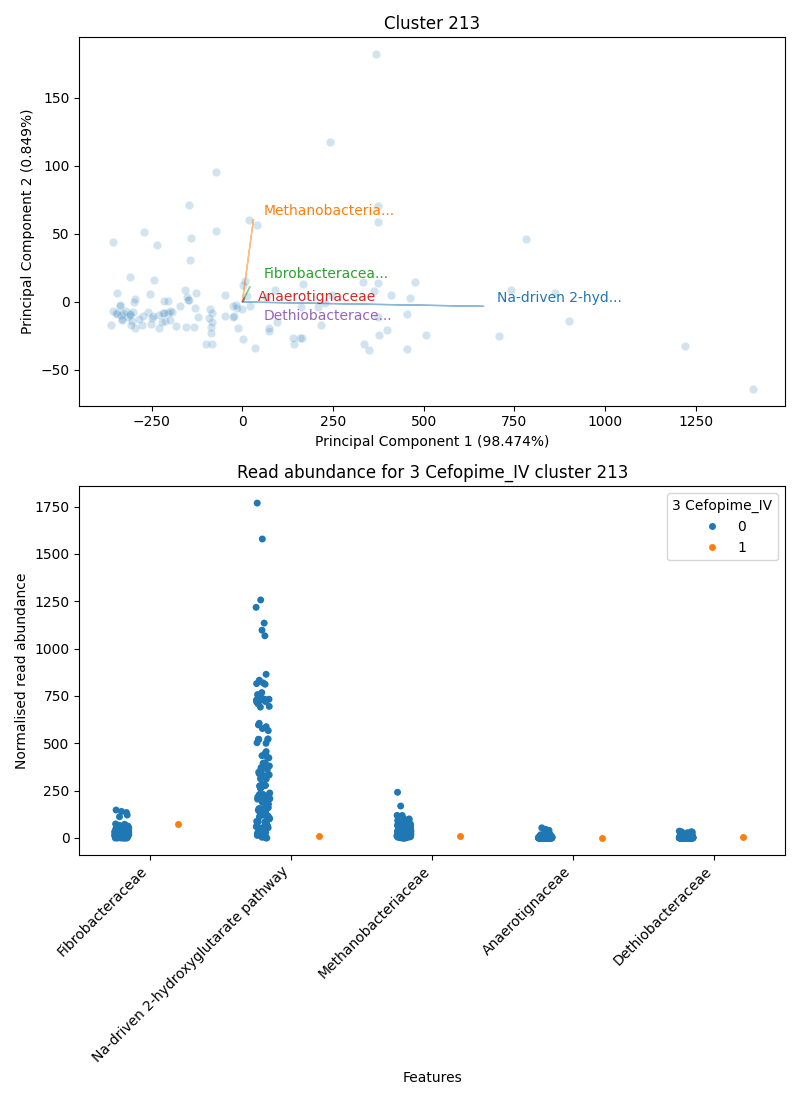 Cluster 213
Principal Component 2 (0.849%)
150
100
50
0
−50
Methanobacteria...
Fibrobacteracea...
Anaerotignaceae
Na-driven 2-hyd...
Dethiobacterace...
−250
0
250
500
750
1000
1250
Principal Component 1 (98.474%)
Read abundance for 3 Cefopime_IV cluster 213
Normalised read abundance
1750
1500
1250
1000
750
500
250
0
3 Cefopime_IV
0
1
Fibrobacteraceae
Na-driven 2-hydroxyglutarate pathway
Methanobacteriaceae
Anaerotignaceae
Dethiobacteraceae
Features